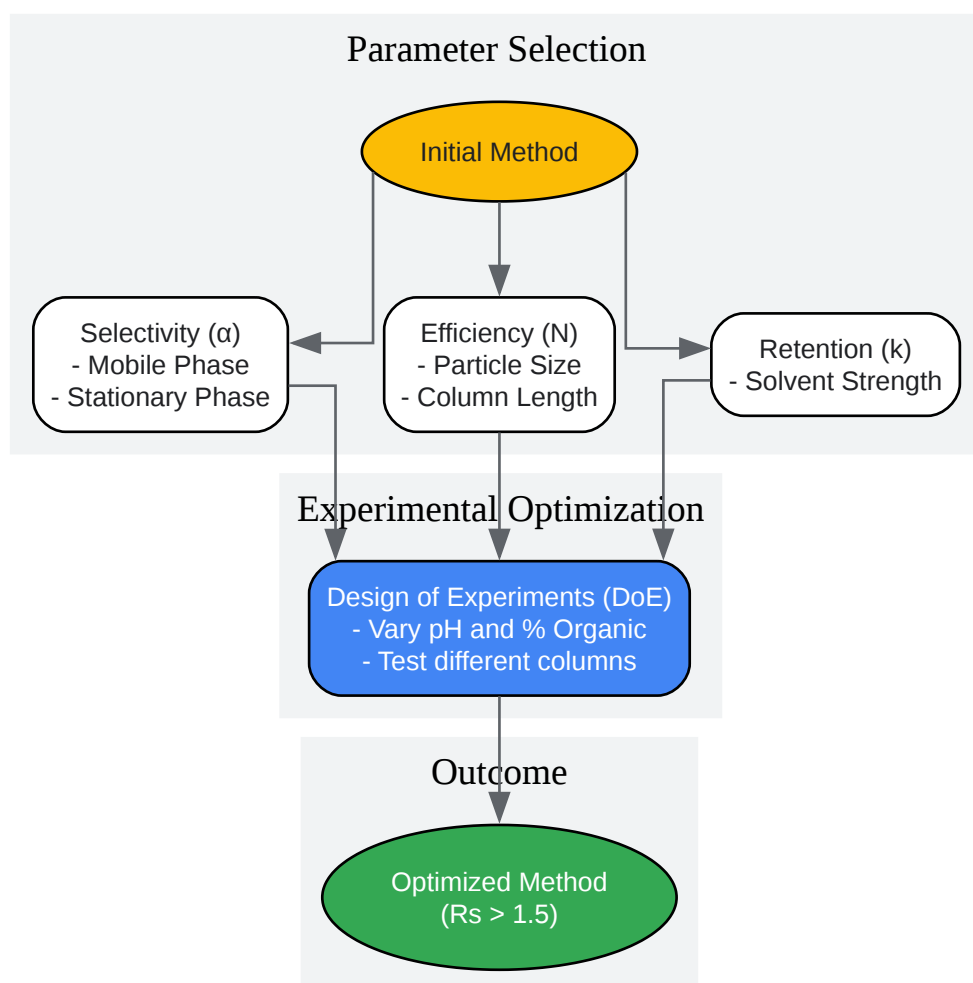 Parameter Selection
Initial Method
Selectivity (α)
- Mobile Phase
- Stationary Phase
Efficiency (N)
- Particle Size
- Column Length
Retention (k)
- Solvent Strength
Experimental Optimization
Design of Experiments (DoE)
- Vary pH and % Organic
- Test different columns
Outcome
Optimized Method
(Rs > 1.5)